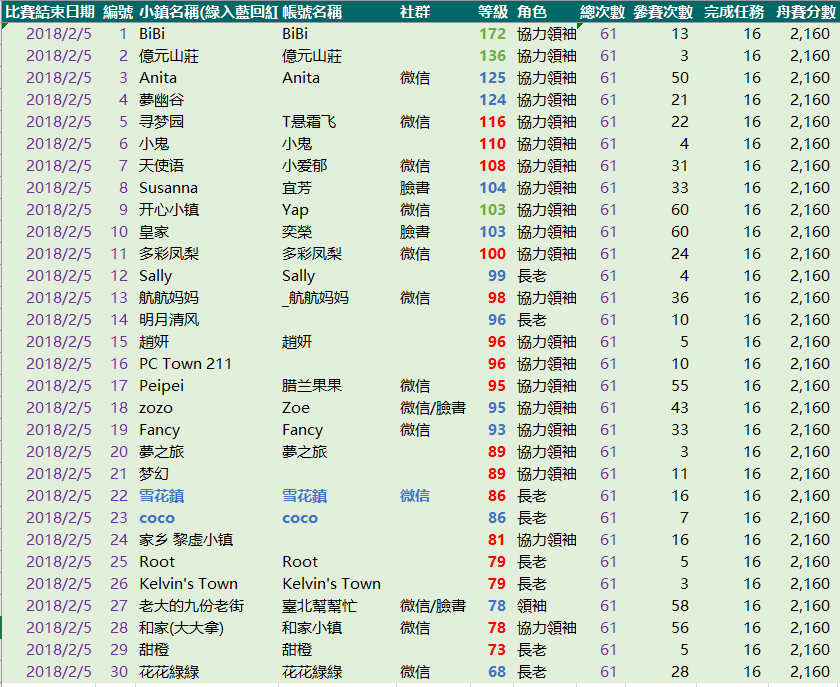 比賽結束日期 編號 小鎮名稱(綠入藍回紅 帳號名稱 社群 等級 角色 總次數 參賽次數 完成任務 舟賽分數
2018/2/5 1 BiBi BiBi 172 協力領袖 61 13 16 2,160
2018/2/5 2 億元山莊 億元山莊 136 協力領袖 61 3 16 2,160
2018/2/5 3 Anita Anita 微信 125 協力領袖 61 50 16 2,160
2018/2/5 4 夢幽谷 124 協力領袖 61 21 16 2,160
2018/2/5 5 寻梦园 T悬霜飞 微信 116 協力領袖 61 22 16 2,160
2018/2/5 6 小鬼 小鬼 110 協力領袖 61 4 16 2,160
2018/2/5 7 天使语 小爱郁 微信 108 協力領袖 61 31 16 2,160
2018/2/5 8 Susanna 宜芳 臉書 104 協力領袖 61 33 16 2,160
2018/2/5 9 开心小镇 Yap 微信 103 協力領袖 61 60 16 2,160
2018/2/5 10 皇家 奕榮 臉書 103 協力領袖 61 60 16 2,160
2018/2/5 11 多彩凤梨 多彩凤梨 微信 100 協力領袖 61 24 16 2,160
2018/2/5 12 Sally Sally 99 長老 61 4 16 2,160
2018/2/5 13 航航妈妈 _航航妈妈 微信 98 協力領袖 61 36 16 2,160
2018/2/5 14 明月清风 96 長老 61 10 16 2,160
2018/2/5 15 趙妍 趙妍 96 協力領袖 61 5 16 2,160
2018/2/5 16 PC Town 211 96 協力領袖 61 10 16 2,160
2018/2/5 17 Peipei 腊兰果果 微信 95 協力領袖 61 55 16 2,160
2018/2/5 18 zozo Zoe 微信/臉書 95 協力領袖 61 43 16 2,160
2018/2/5 19 Fancy Fancy 微信 93 協力領袖 61 33 16 2,160
2018/2/5 20 夢之旅 夢之旅 89 協力領袖 61 3 16 2,160
2018/2/5 21 梦幻 89 協力領袖 61 11 16 2,160
2018/2/5 22 雪花鎮 雪花鎮 微信 86 長老 61 16 16 2,160
2018/2/5 23 coco coco 86 長老 61 7 16 2,160
2018/2/5 24 家乡 黎虚小镇 81 協力領袖 61 16 16 2,160
2018/2/5 25 Root Root 79 長老 61 5 16 2,160
2018/2/5 26 Kelvin's Town Kelvin's Town 79 長老 61 3 16 2,160
2018/2/5 27 老大的九份老街 臺北幫幫忙 微信/臉書 78 領袖 61 58 16 2,160
2018/2/5 28 和家(大大拿) 和家小镇 微信 78 協力領袖 61 56 16 2,160
2018/2/5 29 甜橙 甜橙 73 長老 61 5 16 2,160
2018/2/5 30 花花綠綠 花花綠綠 微信 68 長老 61 28 16 2,160